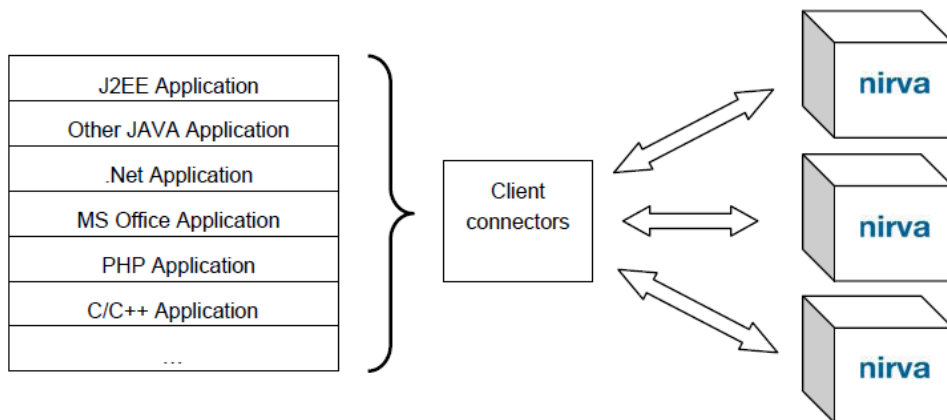 J2EE Application
Other JAVA Application
.Net Application
MS Office Application
PHP Application
C/C++ Application
...
Client
connectors
nirva
nirva
nirva